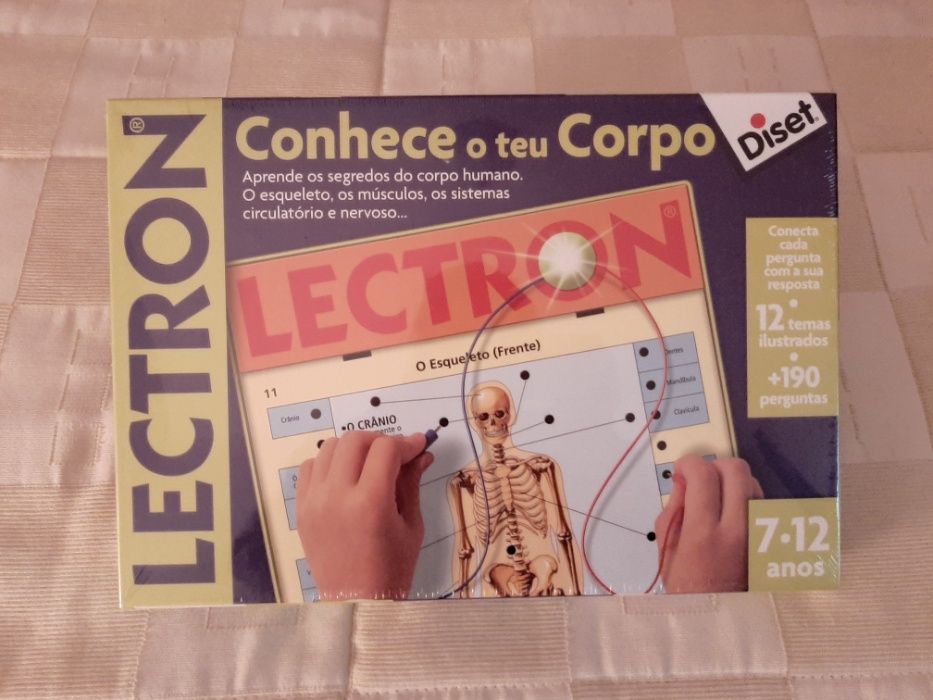 LECTRON®
Conhece o teu Corpo
Aprende os segredos do corpo humano.
O esqueleto, os músculos, os sistemas
circulatório e nervoso...
Diset®
LECTRON®
Conecta
cada
pergunta
com a sua
resposta
•
12 temas
ilustrados
•
+190
perguntas
7·12
anos
O Esqueleto (Frente)
11
Crânio
•O CRÂNIO
Dentes
Mandíbula
Clavícula